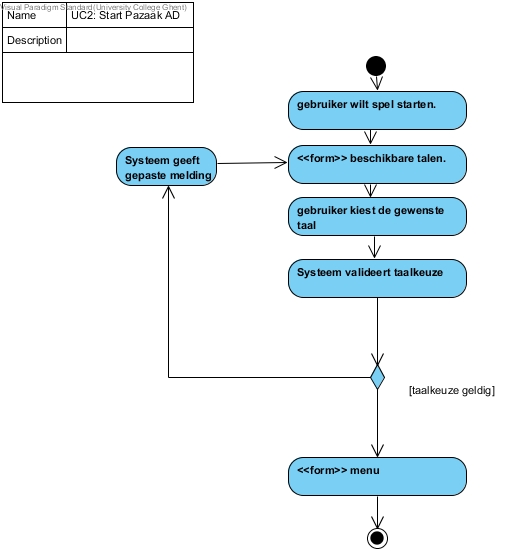 Visual Paradigm Standard(University College Ghent)
Name UC2: Start Pazaak AD
Description
gebruiker wilt spel starten.
Systeem geeft
gepaste melding
<<form>> beschikbare talen.
gebruiker kiest de gewenste
taal
Systeem valideert taalkeuze
[taalkeuze geldig]
<<form>> menu